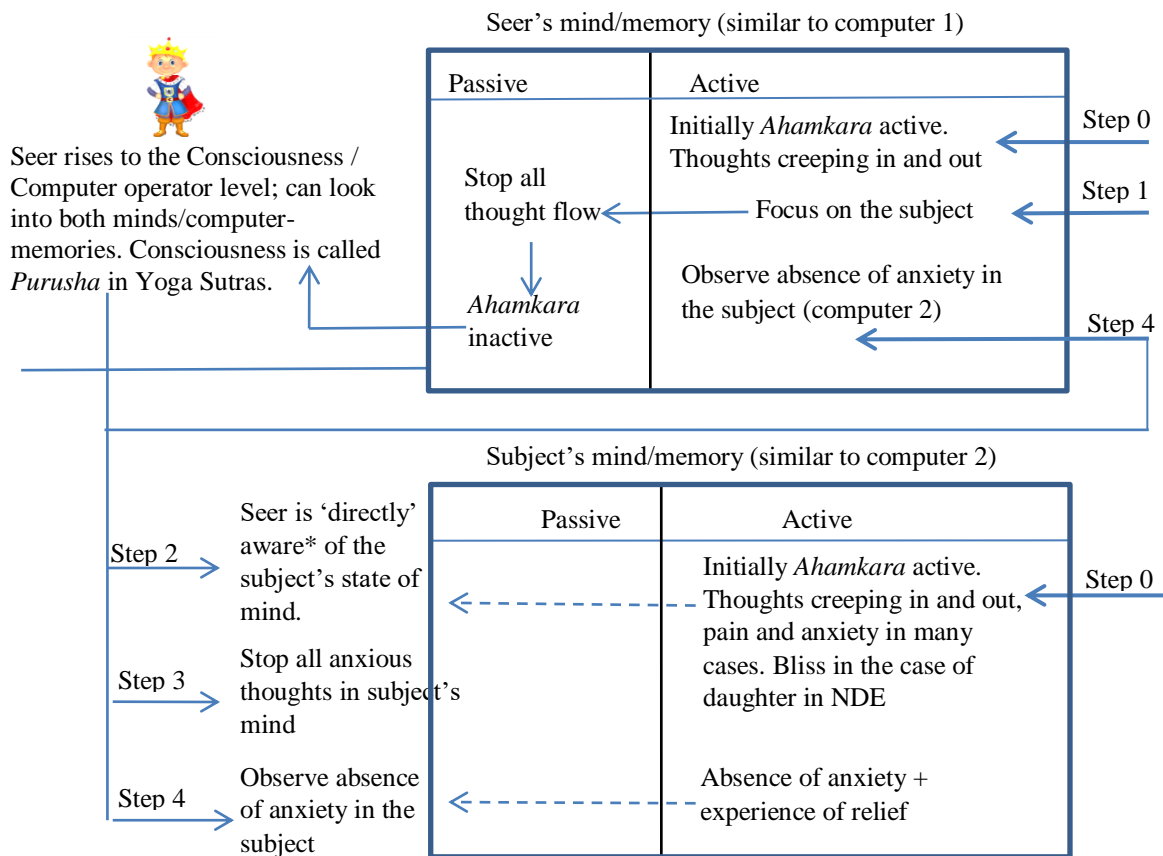 Seer’s mind/memory (similar to computer 1)
Passive
Active
Initially Ahamkara active.
Thoughts creeping in and out
Step 0
Seer rises to the Consciousness /
Computer operator level; can look
into both minds/computer-
memories. Consciousness is called
Purusha in Yoga Sutras.
Stop all
thought flow
Focus on the subject
Step 1
Ahamkara
inactive
Observe absence of anxiety in
the subject (computer 2)
Step 4
Subject’s mind/memory (similar to computer 2)
Passive
Active
Step 2
Seer is ‘directly’
aware* of the
subject’s state of
mind.
Initially Ahamkara active.
Thoughts creeping in and out,
pain and anxiety in many
cases. Bliss in the case of
daughter in NDE
Step 0
Step 3
Stop all anxious
thoughts in subject’s
mind
Step 4
Observe absence
of anxiety in the
subject
Absence of anxiety +
experience of relief